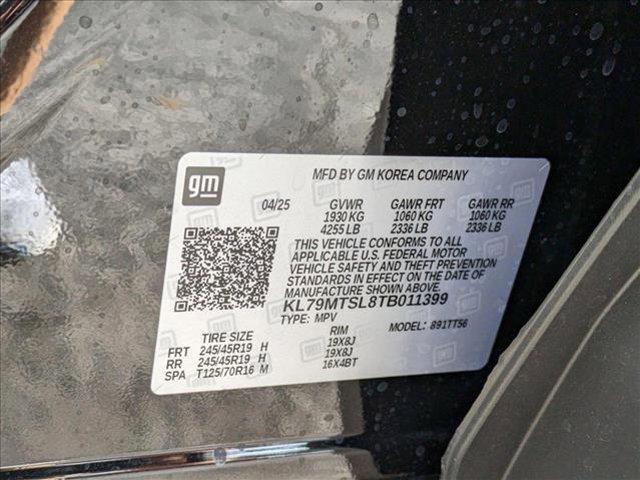 gm
MFD BY GM KOREA COMPANY
04/25 GVWR GAWR FRT GAWR RR
1930 KG 1060 KG 1060 KG
4255 LB 2336 LB 2336 LB
THIS VEHICLE CONFORMS TO ALL
APPLICABLE U.S. FEDERAL MOTOR
VEHICLE SAFETY AND THEFT PREVENTION
STANDARDS IN EFFECT ON THE DATE OF
MANUFACTURE SHOWN ABOVE.
KL79MTSL8TB011399
TYPE: MPV MODEL: 891TT56
TIRE SIZE RIM
FRT 245/45R19 H 19X8J
RR 245/45R19 H 19X8J
SPA T125/70R16 M 16X4BT